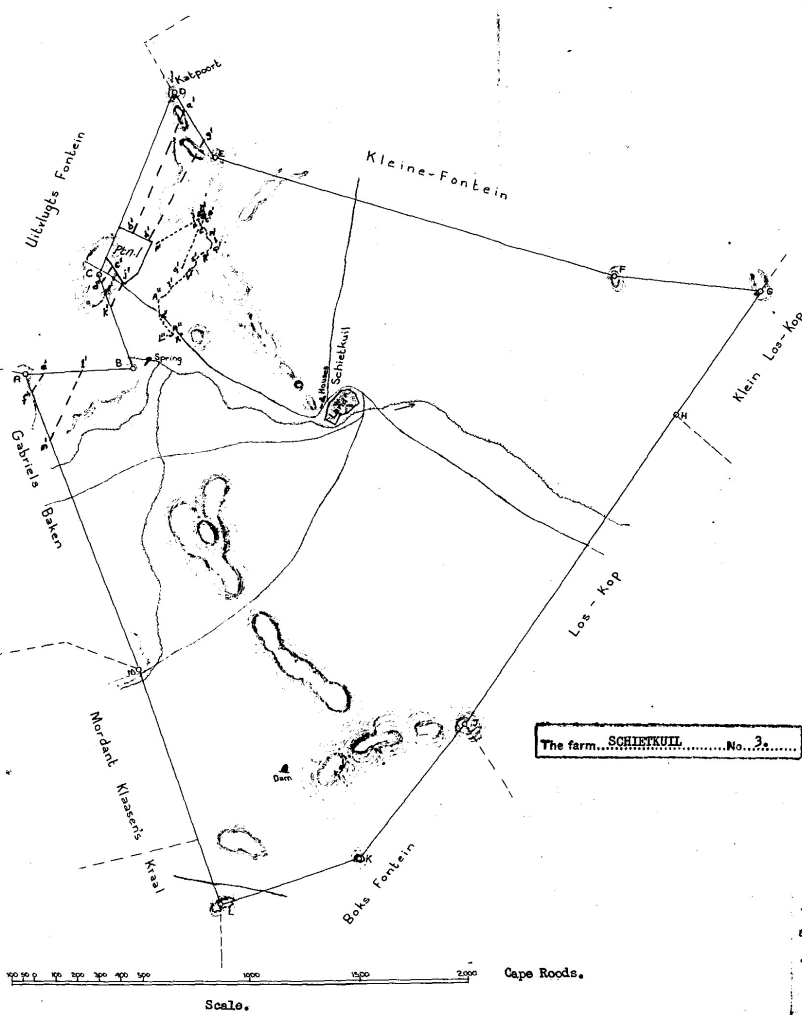 Katpoort
D
E
Uitvlugts Fontein
Kleine-Fontein
Ptn.1
C
F
G
Klein Los-Kop
B
Spring
A
Houses
Schietkuil
H
Gabriels Baken
Los-Kop
M
Mordant Klaasen's Kraal
J
The farm....SCHIETKUIL........No...3.......
Dam
K
Boks Fontein
L
100 50 0 100 200 300 400 500 1000 1500 2.000
Cape Roods.
Scale.